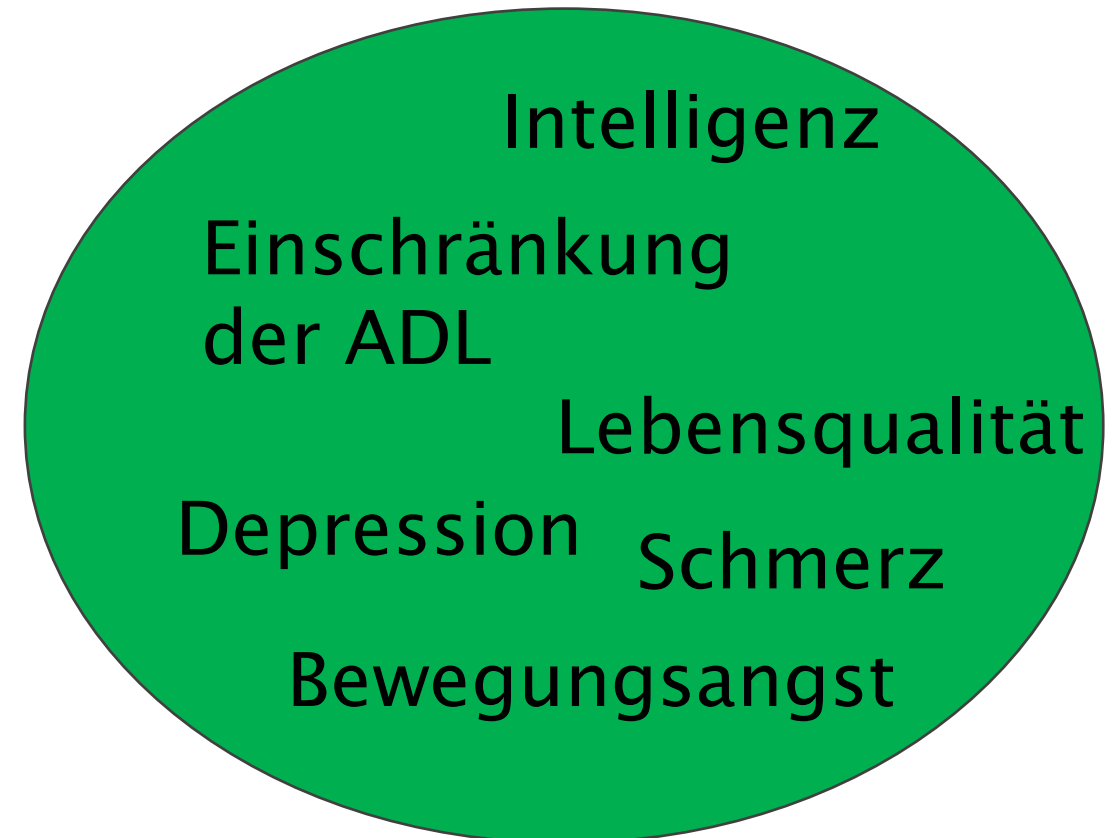 Intelligenz
Einschränkung
der ADL
Lebensqualität
Depression
Schmerz
Bewegungsangst